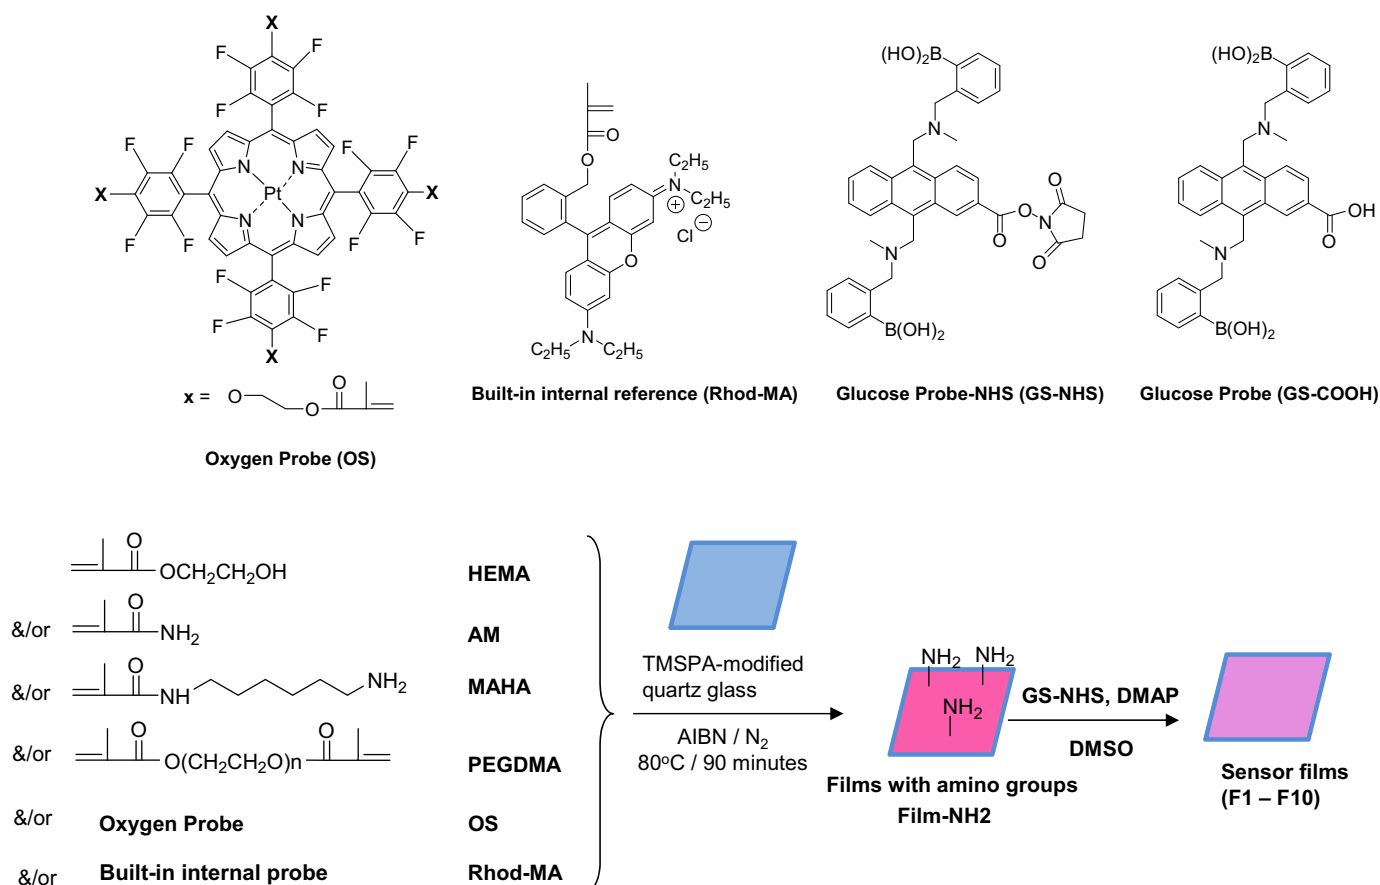 X
F F
F F
X F F F F X
F F F F
N N
Pt
N N
F F
F F
X
x = O O O
Oxygen Probe (OS)
O
O
C2H5
N
C2H5
⊕
Cl ⊖
O
N
C2H5 C2H5
Built-in internal reference (Rhod-MA)
(HO)2B
N
O
O
N
O
O
N
B(OH)2
Glucose Probe-NHS (GS-NHS)
(HO)2B
N
OH
O
N
B(OH)2
Glucose Probe (GS-COOH)
O
OCH2CH2OH
HEMA
&/or
O
NH2
AM
&/or
O
NH
NH2
MAHA
&/or
O
O(CH2CH2O)n
O
PEGDMA
&/or Oxygen Probe OS
&/or Built-in internal probe Rhod-MA
TMSPA-modified
quartz glass
AIBN / N2
80oC / 90 minutes
NH2 NH2
NH2
Films with amino groups
Film-NH2
GS-NHS, DMAP
DMSO
Sensor films
(F1 – F10)